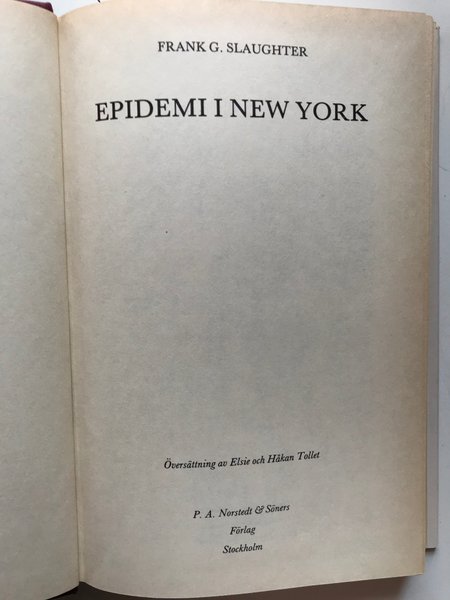 FRANK G. SLAUGHTER
EPIDEMI I NEW YORK
Översättning av Elsie och Håkan Tollet
P. A. Norstedt & Söners
Förlag
Stockholm